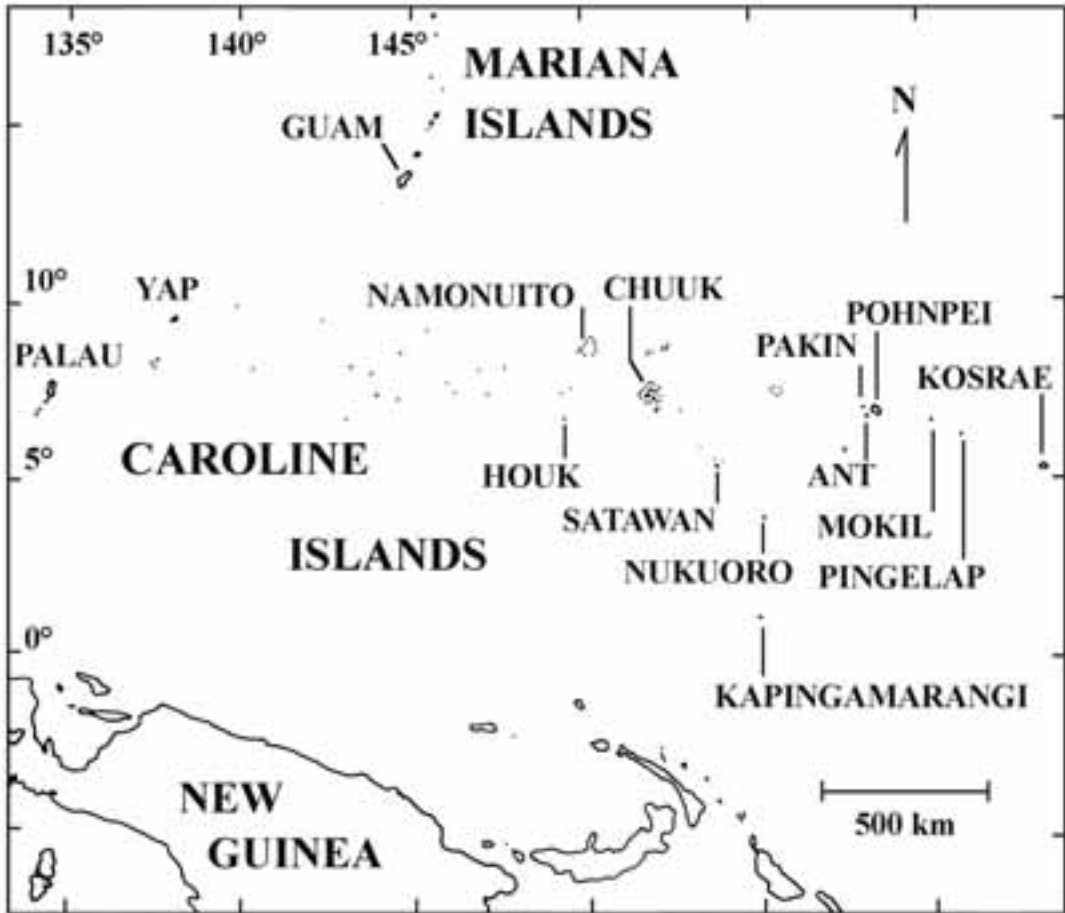 135°
140°
145°
MARIANA
ISLANDS
N
GUAM
10°
YAP
NAMONUITO
CHUUK
POHNPEI
PALAU
PAKIN
KOSRAE
CAROLINE
ISLANDS
5°
HOUK
ANT
SATAWAN
MOKIL
NUKUORO
PINGELAP
0°
KAPINGAMARANGI
NEW
GUINEA
500 km